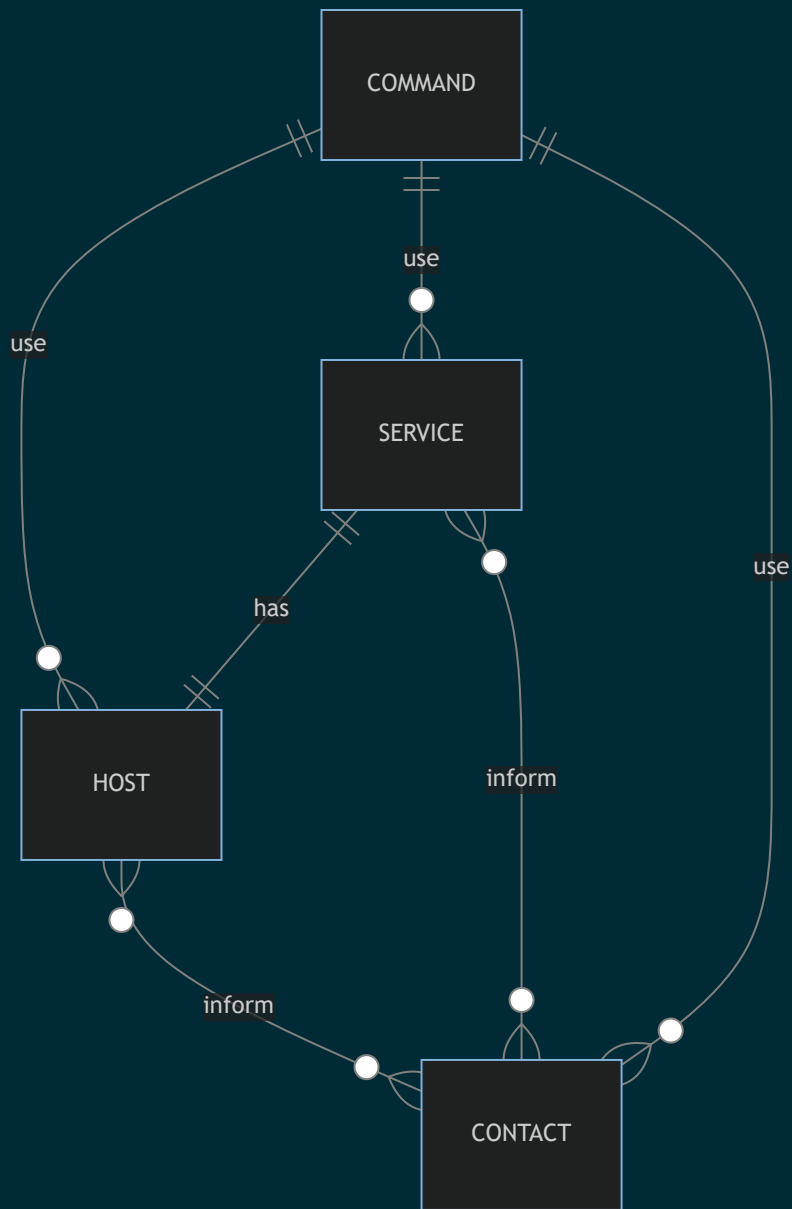 COMMAND
use
use
SERVICE
use
has
HOST
inform
inform
CONTACT